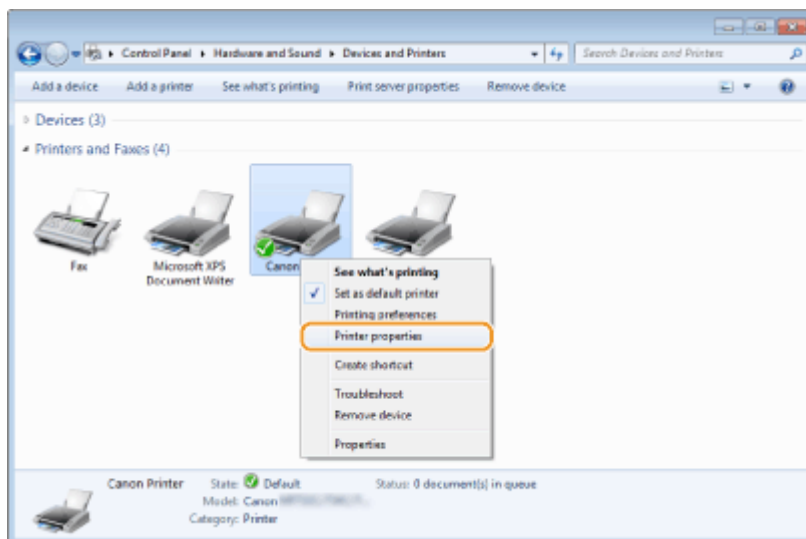 Control Panel ▸ Hardware and Sound ▸ Devices and Printers Search Devices and Printers
Add a device Add a printer See what's printing Print server properties Remove device
Devices (3)
Printers and Faxes (4)
Fax
Microsoft XPS
Document Writer
Canon
See what's printing
Set as default printer
Printing preferences
Printer properties
Create shortcut
Troubleshoot
Remove device
Properties
Canon Printer State: Default Status: 0 document(s) in queue
Model: Canon
Category: Printer